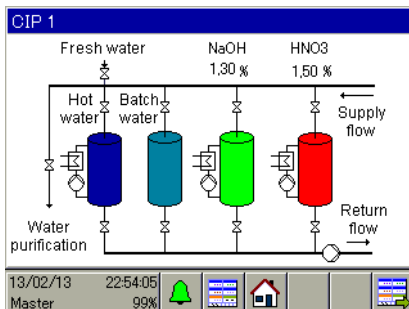 CIP 1
Fresh water
NaOH
HNO3
1,30 %
1,50 %
Hot
water
Batch
water
Supply
flow
Water
purification
Return
flow
13/02/13 22:54:05
Master 99%